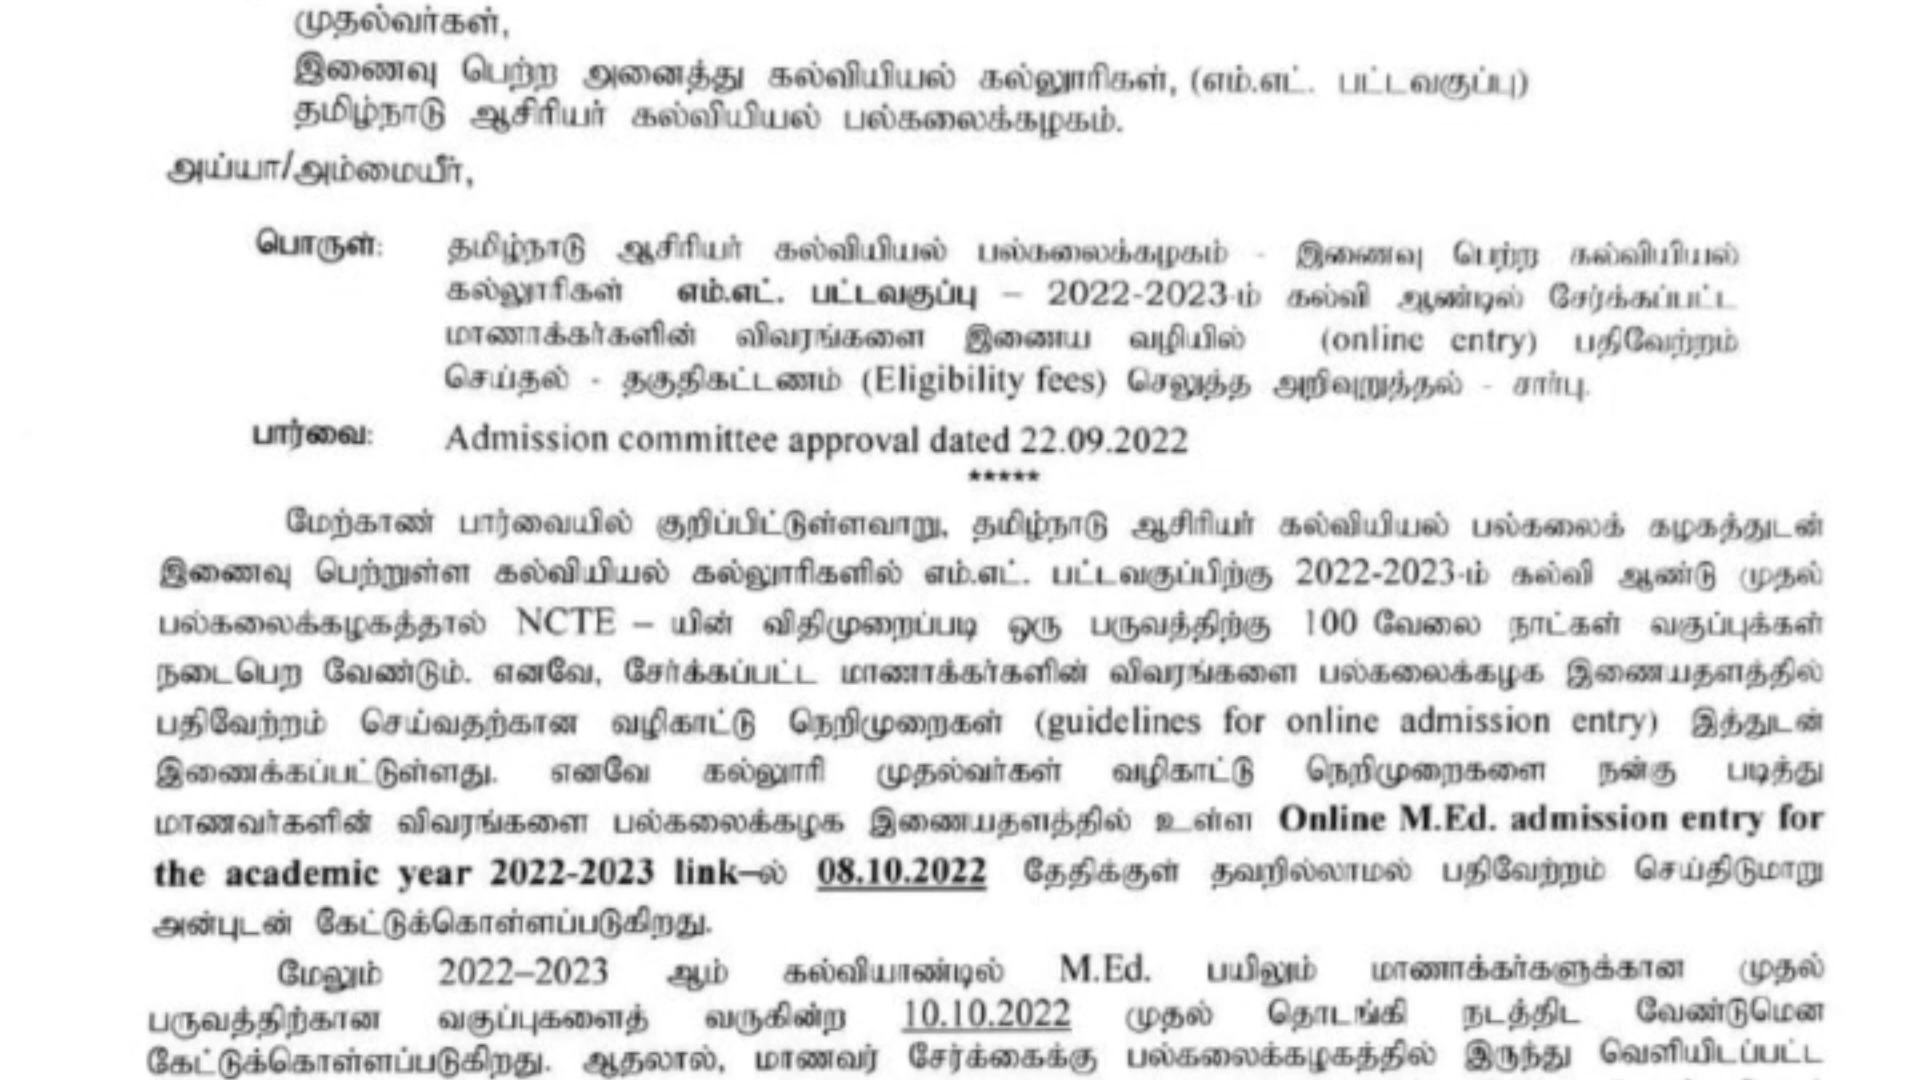 முதல்வர்கள்,
இணைவு பெற்ற அனைத்து கல்வியியல் கல்லூரிகள், (எம்.எட். பட்டவகுப்பு)
தமிழ்நாடு ஆசிரியர் கல்வியியல் பல்கலைக்கழகம்.
அய்யா/அம்மையீர்,
பொருள்: தமிழ்நாடு ஆசிரியர் கல்வியியல் பல்கலைக்கழகம் - இணைவு பெற்ற கல்வியியல்
கல்லூரிகள் எம்.எட். பட்டவகுப்பு – 2022-2023-ம் கல்வி ஆண்டில் சேர்க்கப்பட்ட
மாணாக்கர்களின் விவரங்களை இணைய வழியில் (online entry) பதிவேற்றம்
செய்தல் - தகுதிகட்டணம் (Eligibility fees) செலுத்த அறிவுறுத்தல் - சார்பு.
பார்வை: Admission committee approval dated 22.09.2022
*****
மேற்காண் பார்வையில் குறிப்பிட்டுள்ளவாறு, தமிழ்நாடு ஆசிரியர் கல்வியியல் பல்கலைக் கழகத்துடன்
இணைவு பெற்றுள்ள கல்வியியல் கல்லூரிகளில் எம்.எட். பட்டவகுப்பிற்கு 2022-2023-ம் கல்வி ஆண்டு முதல்
பல்கலைக்கழகத்தால் NCTE – யின் விதிமுறைப்படி ஒரு பருவத்திற்கு 100 வேலை நாட்கள் வகுப்புக்கள்
நடைபெற வேண்டும். எனவே, சேர்க்கப்பட்ட மாணாக்கர்களின் விவரங்களை பல்கலைக்கழக இணையதளத்தில்
பதிவேற்றம் செய்வதற்கான வழிகாட்டு நெறிமுறைகள் (guidelines for online admission entry) இத்துடன்
இணைக்கப்பட்டுள்ளது. எனவே கல்லூரி முதல்வர்கள் வழிகாட்டு நெறிமுறைகளை நன்கு படித்து
மாணவர்களின் விவரங்களை பல்கலைக்கழக இணையதளத்தில் உள்ள Online M.Ed. admission entry for
the academic year 2022-2023 link–ல் 08.10.2022 தேதிக்குள் தவறில்லாமல் பதிவேற்றம் செய்திடுமாறு
அன்புடன் கேட்டுக்கொள்ளப்படுகிறது.
மேலும் 2022–2023 ஆம் கல்வியாண்டில் M.Ed. பயிலும் மாணாக்கர்களுக்கான முதல்
பருவத்திற்கான வகுப்புகளைத் வருகின்ற 10.10.2022 முதல் தொடங்கி நடத்திட வேண்டுமென
கேட்டுக்கொள்ளப்படுகிறது. ஆதலால், மாணவர் சேர்க்கைக்கு பல்கலைக்கழகத்தில் இருந்து வெளியிடப்பட்ட